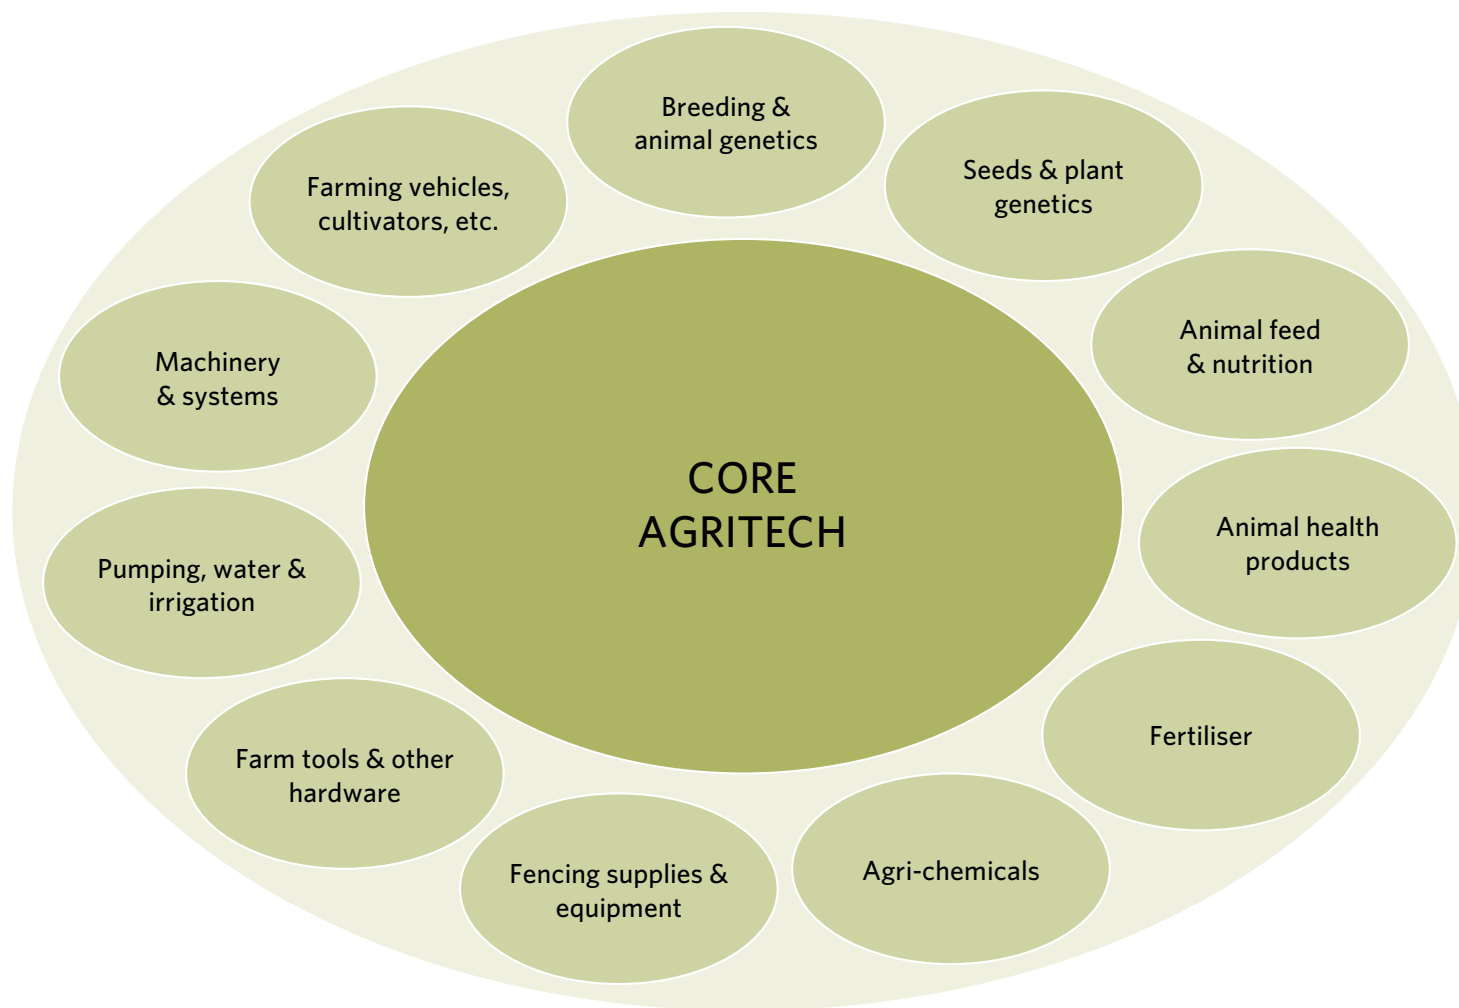 Breeding &
animal genetics
Seeds & plant
genetics
Farming vehicles,
cultivators, etc.
Animal feed
& nutrition
Machinery
& systems
CORE
AGRITECH
Animal health
products
Pumping, water &
irrigation
Fertiliser
Farm tools & other
hardware
Agri-chemicals
Fencing supplies &
equipment